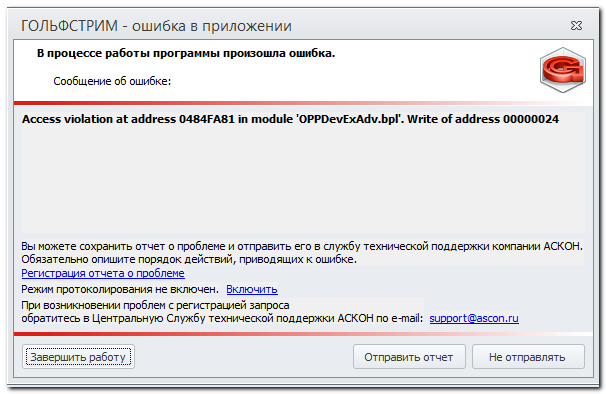 ГОЛЬФСТРИМ - ошибка в приложении
В процессе работы программы произошла ошибка.
Сообщение об ошибке:
Access violation at address 0484FA81 in module 'OPPDevExAdv.bpl'. Write of address 00000024
Вы можете сохранить отчет о проблеме и отправить его в службу технической поддержки компании АСКОН.
Обязательно опишите порядок действий, приводящих к ошибке.
Регистрация отчета о проблеме
Режим протоколирования не включен. Включить
При возникновении проблем с регистрацией запроса
обратитесь в Центральную Службу технической поддержки АСКОН по e-mail: support@ascon.ru
Завершить работу Отправить отчет Не отправлять